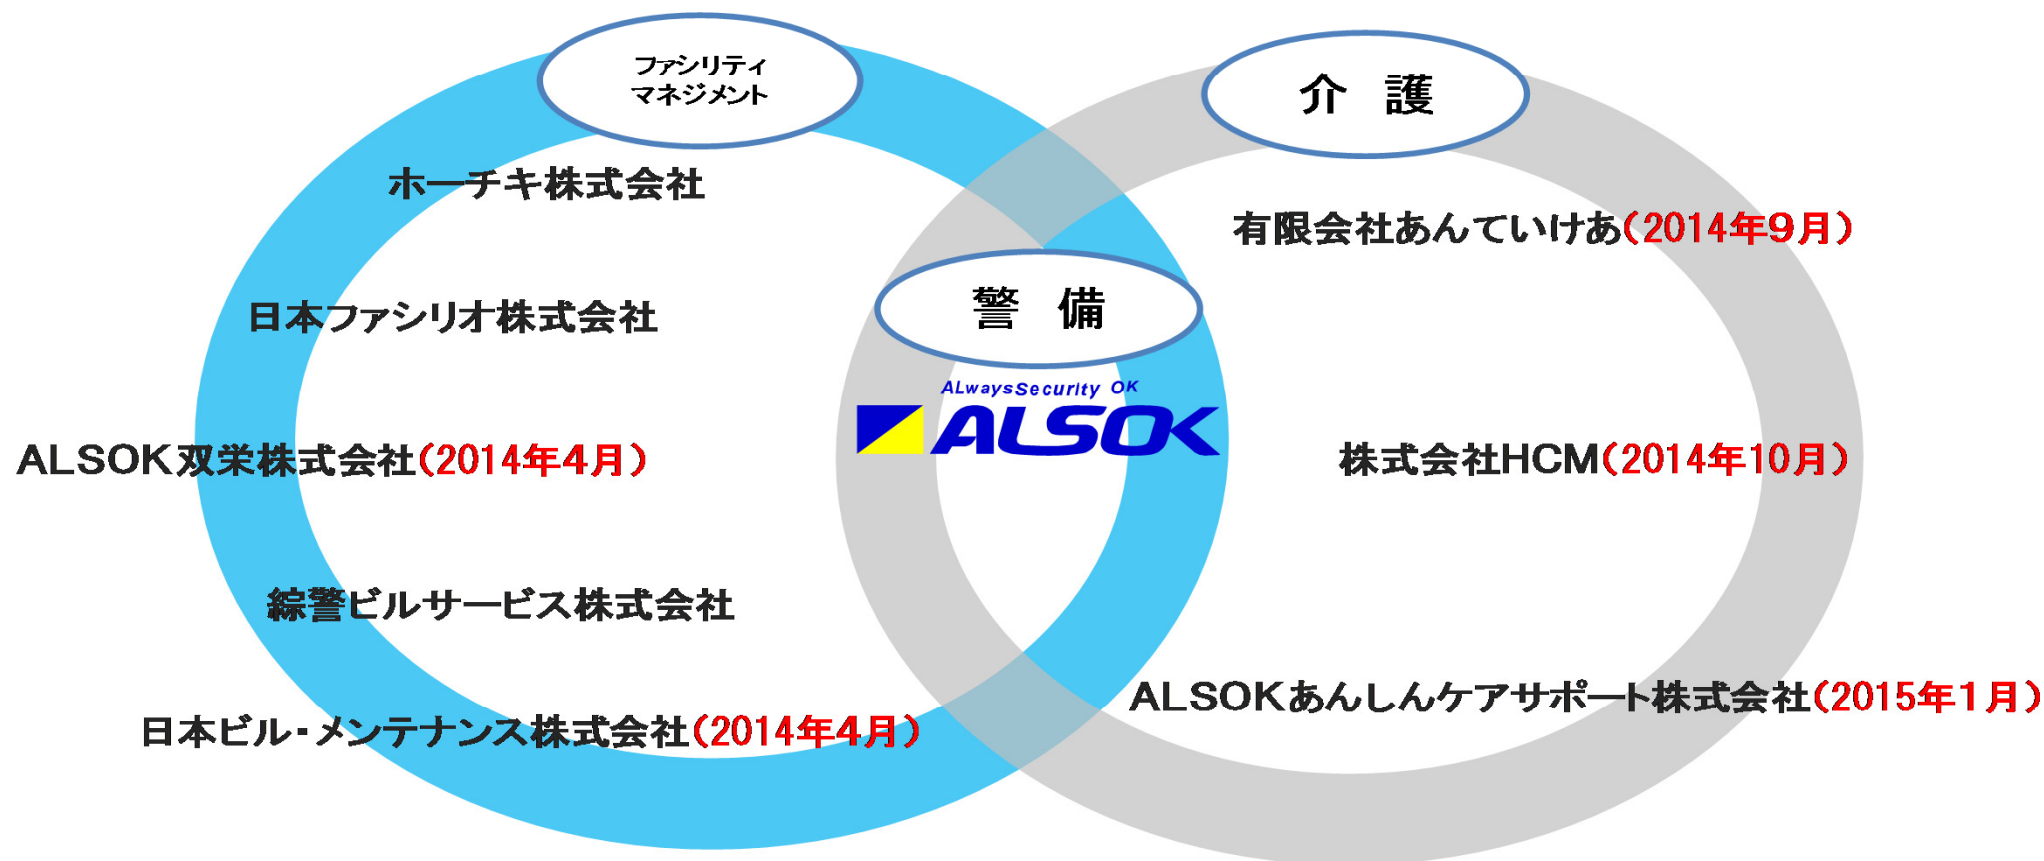 ファシリティ
マネジメント
ホーチキ株式会社
日本ファシリオ株式会社
ALSOK双栄株式会社(2014年4月)
綜警ビルサービス株式会社
日本ビル・メンテナンス株式会社(2014年4月)
警 備
ALwaysSecurity OK
ALSOK
介 護
有限会社あんていけあ(2014年9月)
株式会社HCM(2014年10月)
ALSOKあんしんケアサポート株式会社(2015年1月)